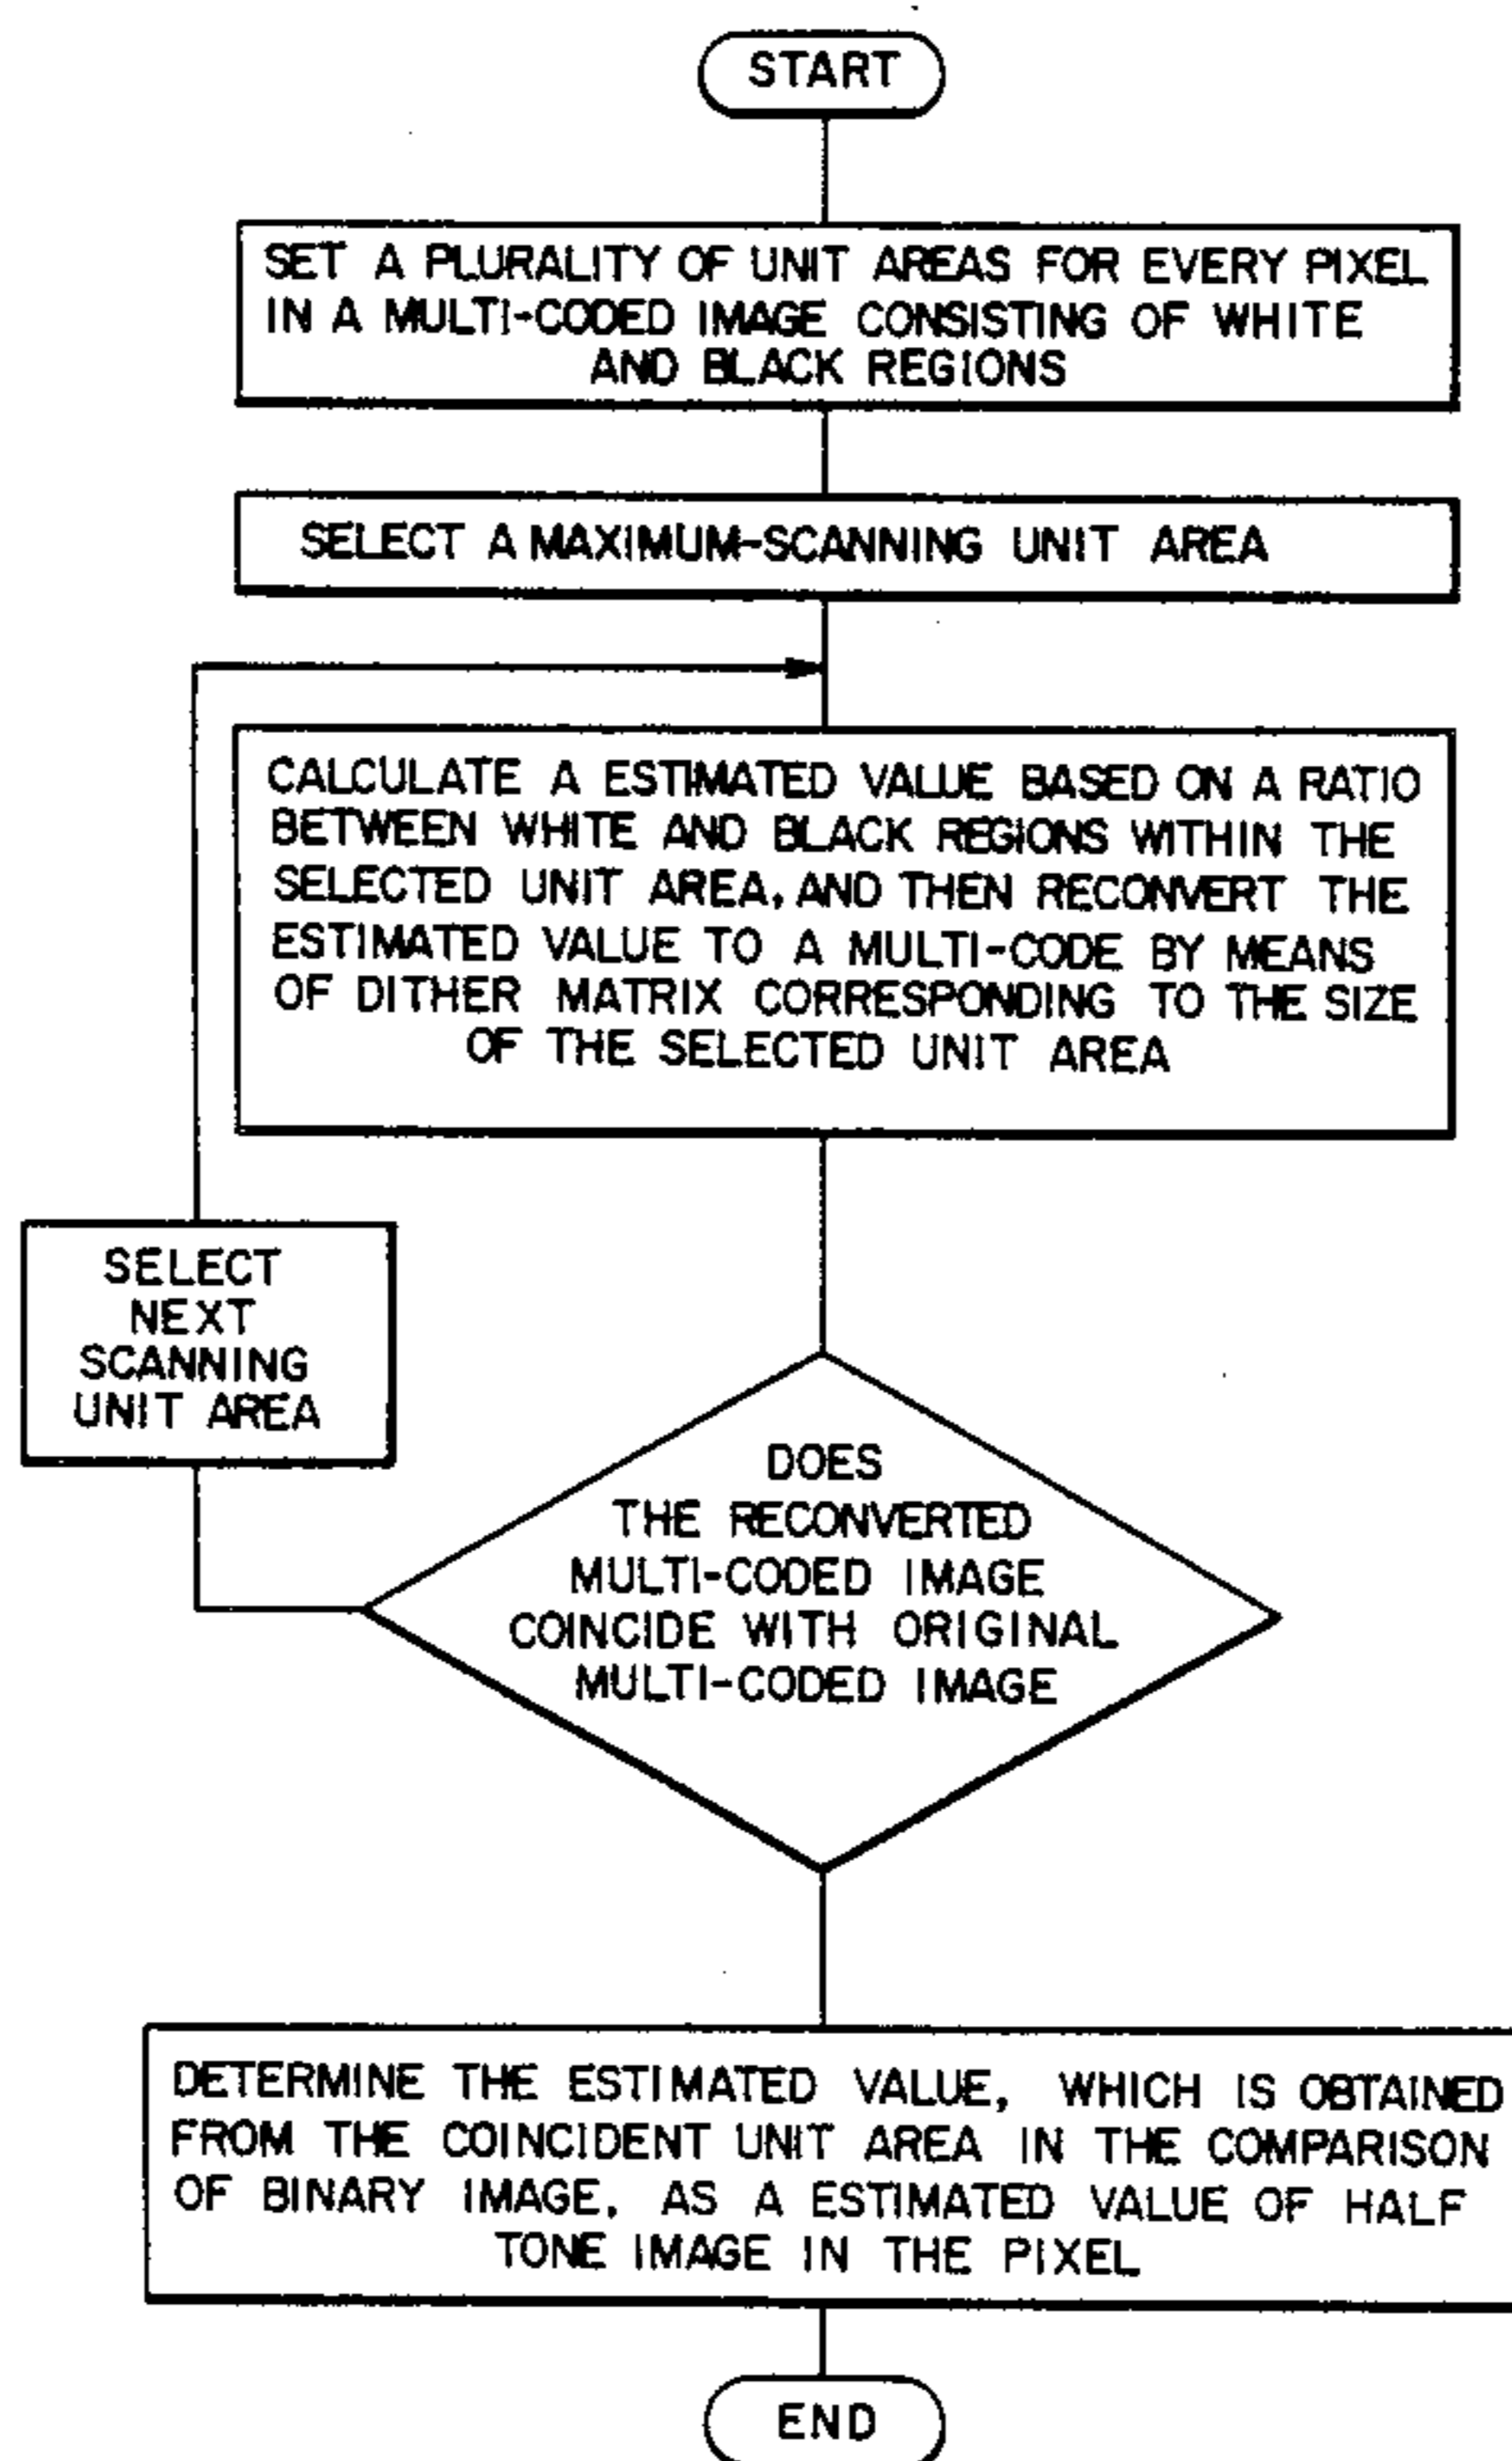 START
SET A PLURALITY OF UNIT AREAS FOR EVERY PIXEL
IN A MULTI-CODED IMAGE CONSISTING OF WHITE
AND BLACK REGIONS
SELECT A MAXIMUM-SCANNING UNIT AREA
CALCULATE A ESTIMATED VALUE BASED ON A RATIO
BETWEEN WHITE AND BLACK REGIONS WITHIN THE
SELECTED UNIT AREA, AND THEN RECONVERT THE
ESTIMATED VALUE TO A MULTI-CODE BY MEANS
OF DITHER MATRIX CORRESPONDING TO THE SIZE
OF THE SELECTED UNIT AREA
SELECT
NEXT
SCANNING
UNIT AREA
DOES
THE RECONVERTED
MULTI-CODED IMAGE
COINCIDE WITH ORIGINAL
MULTI-CODED IMAGE
DETERMINE THE ESTIMATED VALUE, WHICH IS OBTAINED
FROM THE COINCIDENT UNIT AREA IN THE COMPARISON
OF BINARY IMAGE, AS A ESTIMATED VALUE OF HALF
TONE IMAGE IN THE PIXEL
END